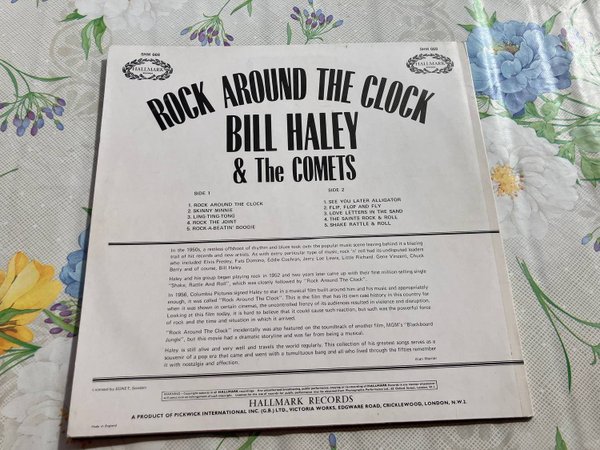 SHM 668
HALLMARK
SHM 668
HALLMARK
ROCK AROUND THE CLOCK
BILL HALEY
& The COMETS
SIDE 1
1. ROCK AROUND THE CLOCK
2. SKINNY MINNIE
3. LING-TING-TONG
4. ROCK THE JOINT
5. ROCK-A-BEATIN' BOOGIE
SIDE 2
1. SEE YOU LATER ALLIGATOR
2. FLIP, FLOP AND FLY
3. LOVE LETTERS IN THE SAND
4. THE SAINTS ROCK & ROLL
5. SHAKE RATTLE & ROLL
In the 1950s, a restless offshoot of rhythm and blues took over the popular music scene leaving behind it a blazing
trail of his records and new artists. As with every particular type of music, rock 'n' roll had its undisputed leaders
who included Elvis Presley, Fats Domino, Eddie Cochran, Jerry Lee Lewis, Little Richard, Gene Vincent, Chuck
Berry and of course, Bill Haley.
Haley and his group began playing rock in 1952 and two years later came up with their first million selling single
"Shake, Rattle And Roll", which was closely followed by "Rock Around The Clock".
In 1956, Columbia Pictures signed Haley to star in a musical film built around him and his music and appropriately
enough, it was called "Rock Around The Clock". This is the film that has its own case history in this country for
when it was shown in certain cinemas, the uncontrolled frenzy of its audiences resulted in violence and disruption.
Looking at this film today, it is hard to believe that it could cause such reaction, but such was the powerful force
of rock and the time and situation in which it arrived.
"Rock Around The Clock" incidentally was also featured on the soundtrack of another film, MGM's "Blackboard
Jungle", but this movie had a dramatic storyline and was far from being a musical.
Haley is still alive and very well and travels the world regularly. This collection of his greatest songs serve as a
souvenir of a pop era that came and went with a tumultuous bang and all who lived through the fifties remember
it with nostalgia and affection.
Alan Warner
Licensed by SONET, Sweden
WARNING:
HALLMARK RECORDS
A PRODUCT OF PICKWICK INTERNATIONAL INC. (G.B.) LTD., VICTORIA WORKS, EDGWARE ROAD, CRICKLEWOOD, LONDON, N.W.2.
Made in England